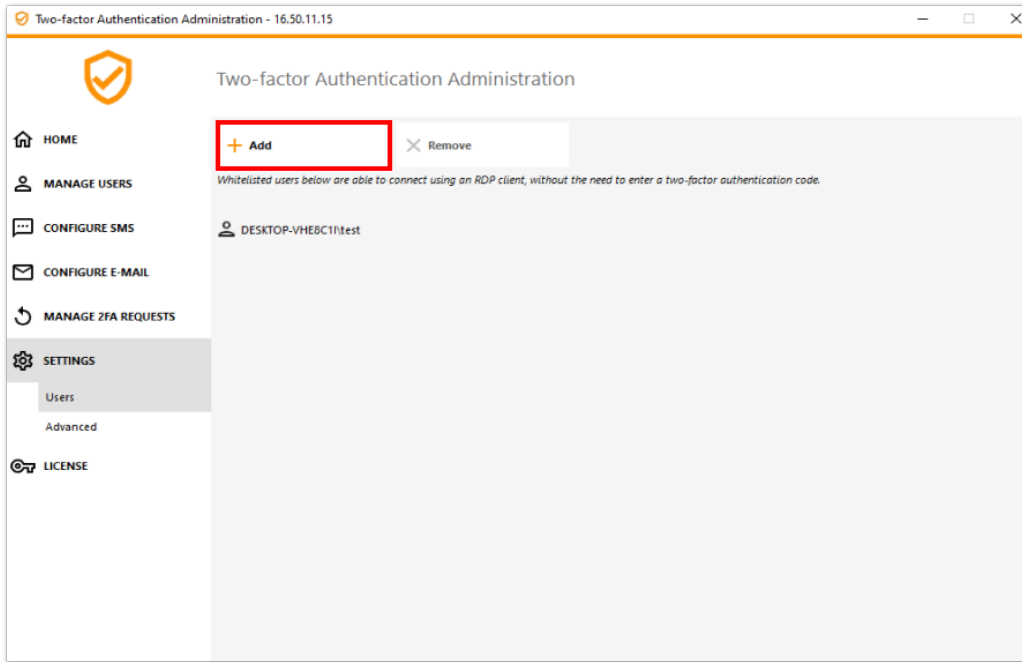 Two-factor Authentication Administration - 16.50.11.15
Two-factor Authentication Administration
HOME
MANAGE USERS
CONFIGURE SMS
CONFIGURE E-MAIL
MANAGE 2FA REQUESTS
SETTINGS
Users
Advanced
LICENSE
Add
Remove
Whitelisted users below are able to connect using an RDP client, without the need to enter a two-factor authentication code.
DESKTOP-VHE8C1I\test